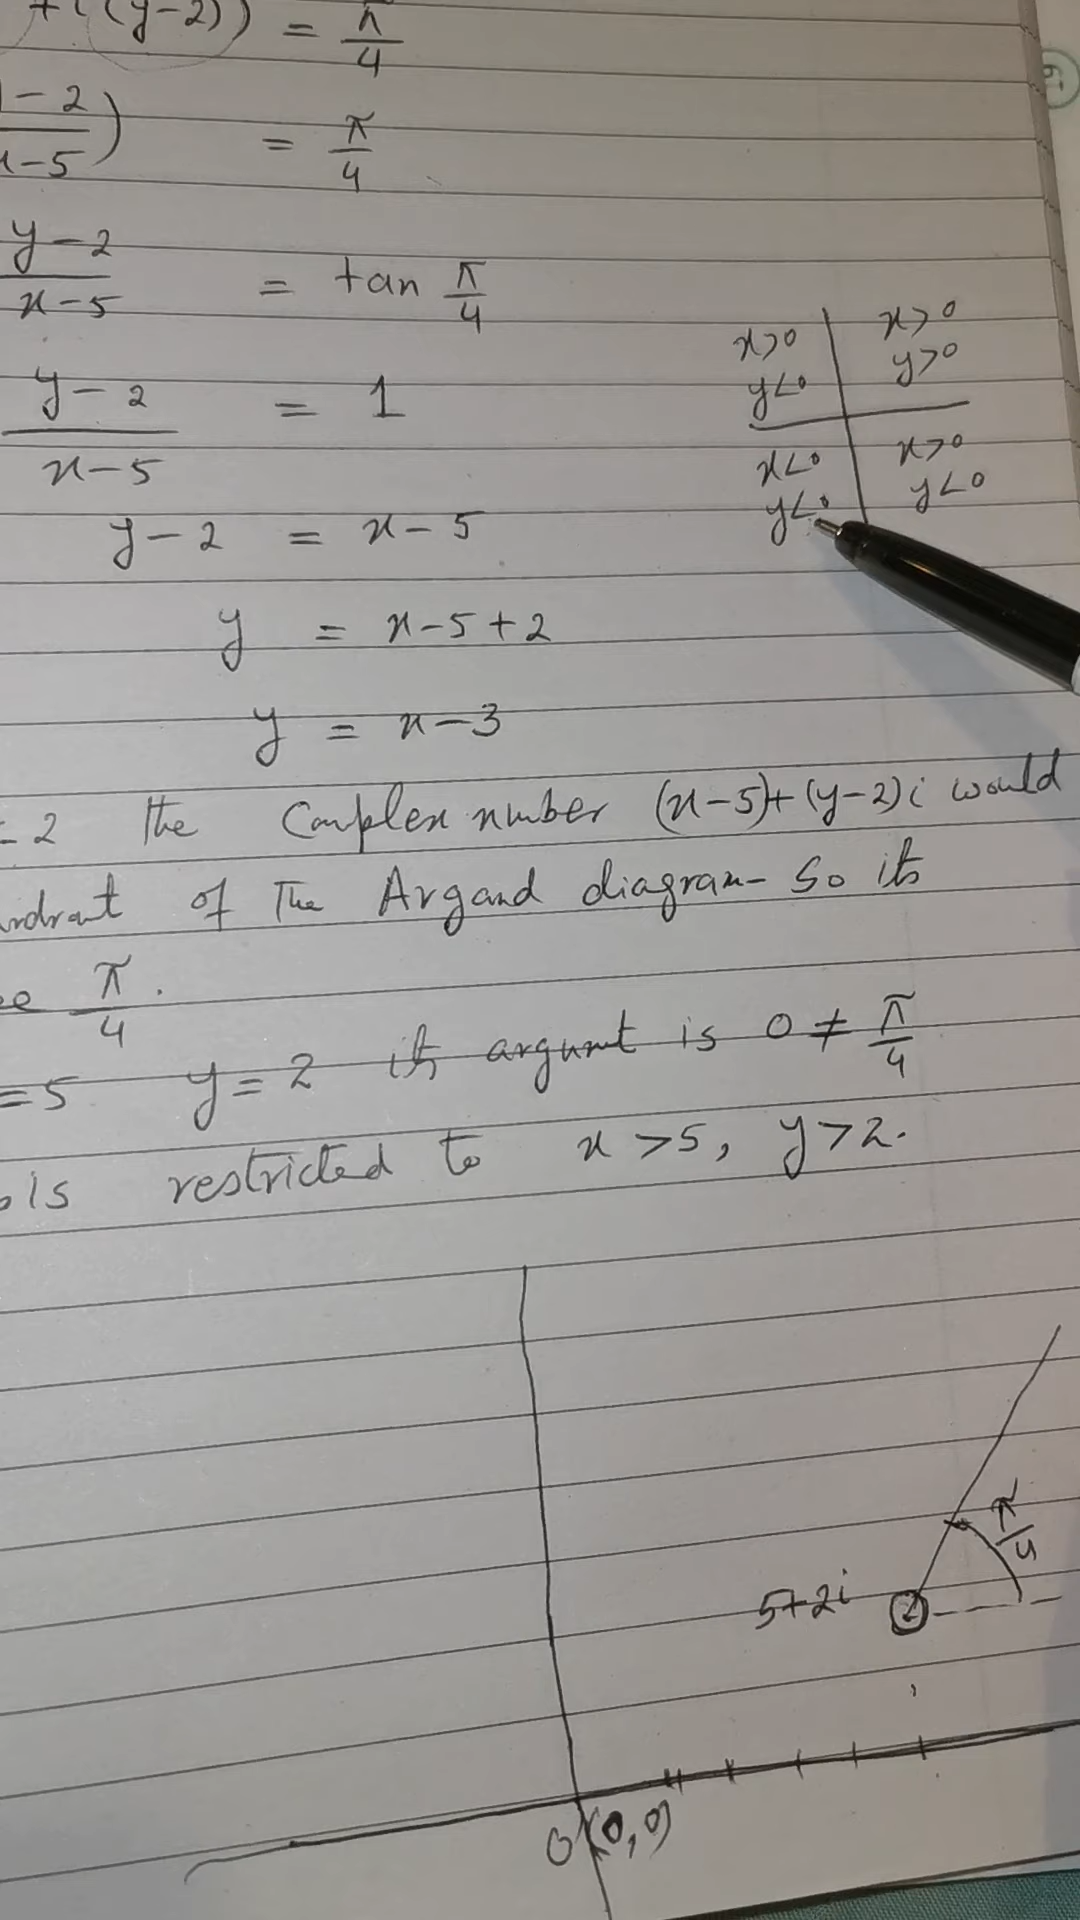 +i(y-2)) = π/4
-2/x-5) = π/4
y-2/x-5 = tan π/4
y-2/x-5 = 1
x>0 x>0
y<0 y>0
x<0 x>0
y<0 y<0
y-2 = x-5
y = x-5+2
y = x-3
=2 the Complex number (x-5)+(y-2)i would
of The Argand diagram- So its
π/4.
=5 y=2 its argumt is 0 ≠ π/4
is restricted to x>5, y>2.
π/4
5+2i
0 (0,0)